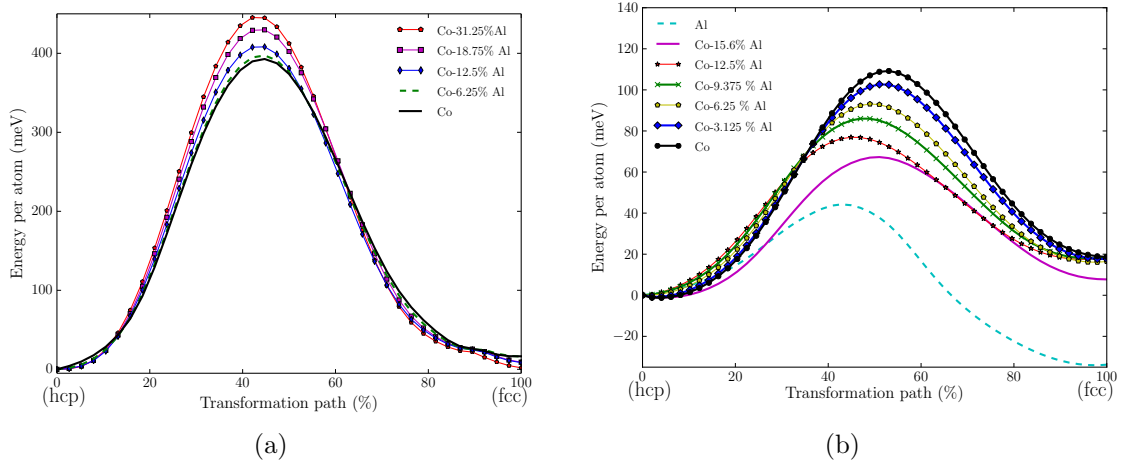 Energy per atom (meV)
400
300
200
100
0
Co-31.25%Al
Co-18.75% Al
Co-12.5% Al
Co-6.25% Al
Co
0
20
40
60
80
100
(hcp)
Transformation path (%)
(fcc)
(a)
Energy per atom (meV)
140
120
100
80
60
40
20
0
−20
Al
Co-15.6% Al
Co-12.5% Al
Co-9.375 % Al
Co-6.25 % Al
Co-3.125 % Al
Co
0
20
40
60
80
100
(hcp)
Transformation path (%)
(fcc)
(b)